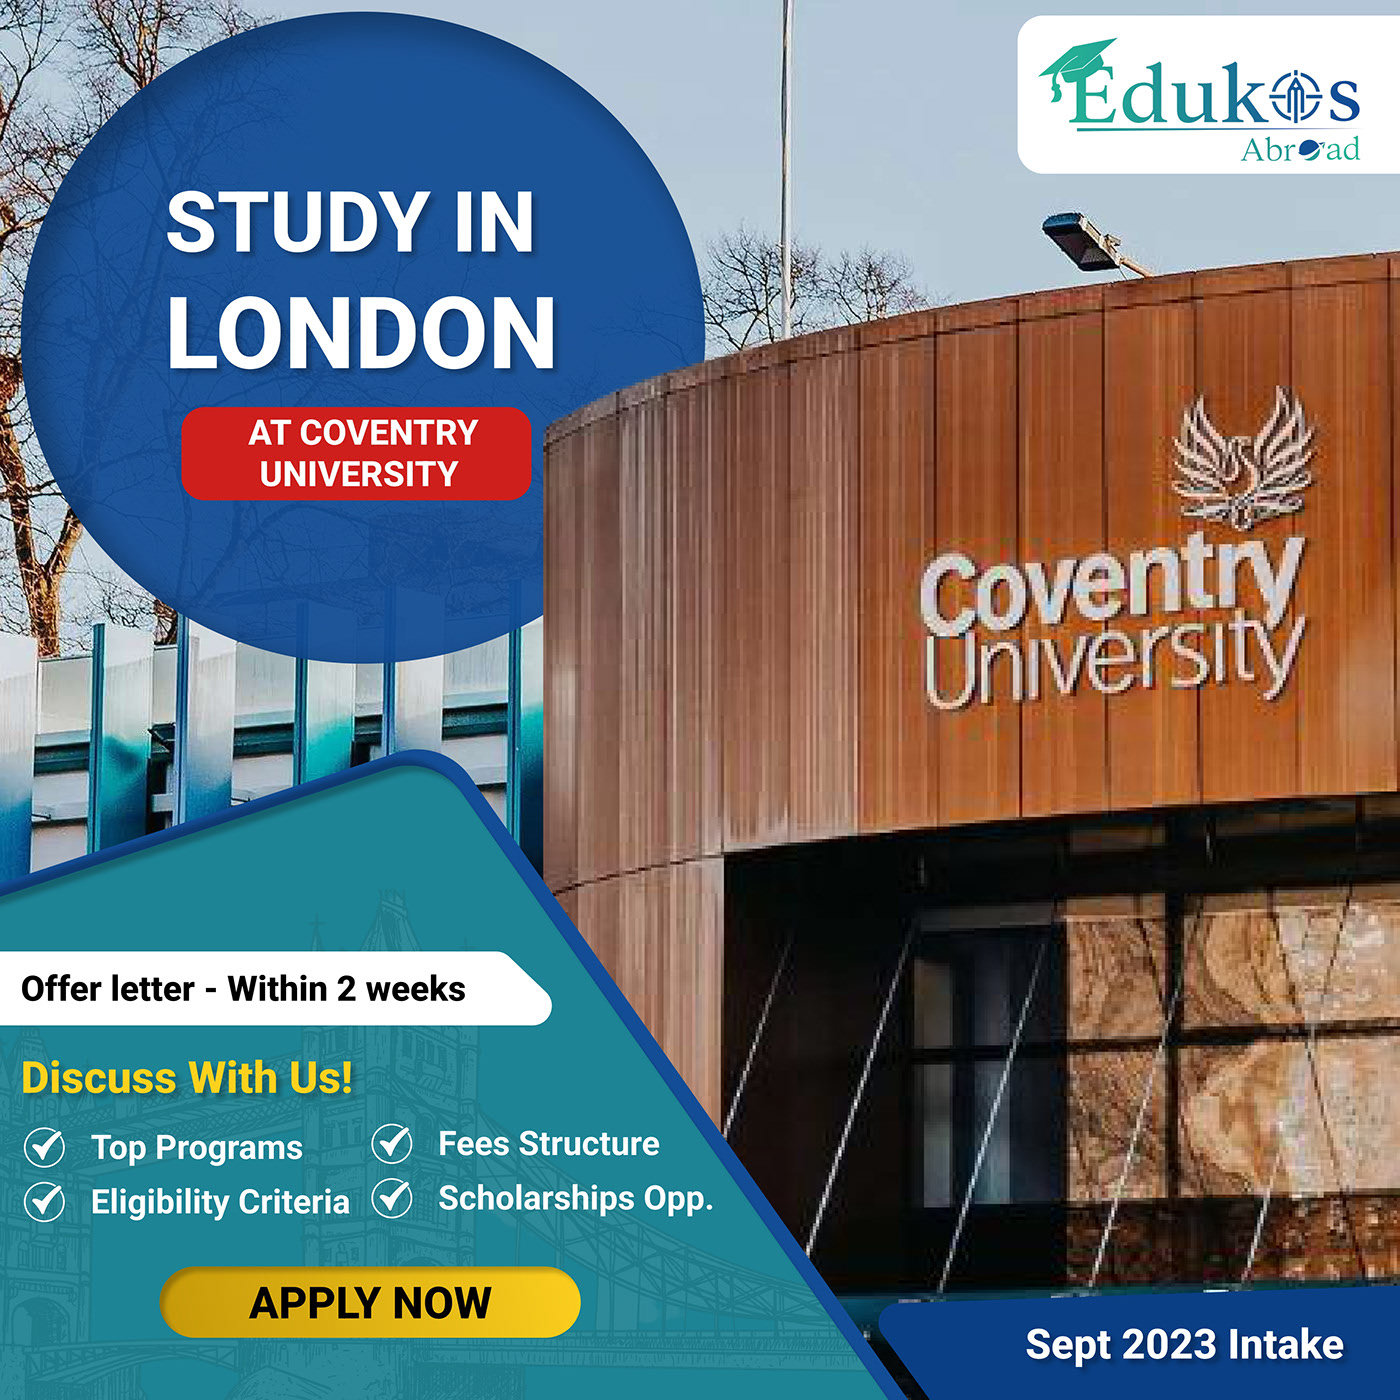 Edukos
Abroad
STUDY IN
LONDON
AT COVENTRY
UNIVERSITY
Coventry
University
Offer letter - Within 2 weeks
Discuss With Us!
Top Programs
Fees Structure
Eligibility Criteria
Scholarships Opp.
APPLY NOW
Sept 2023 Intake